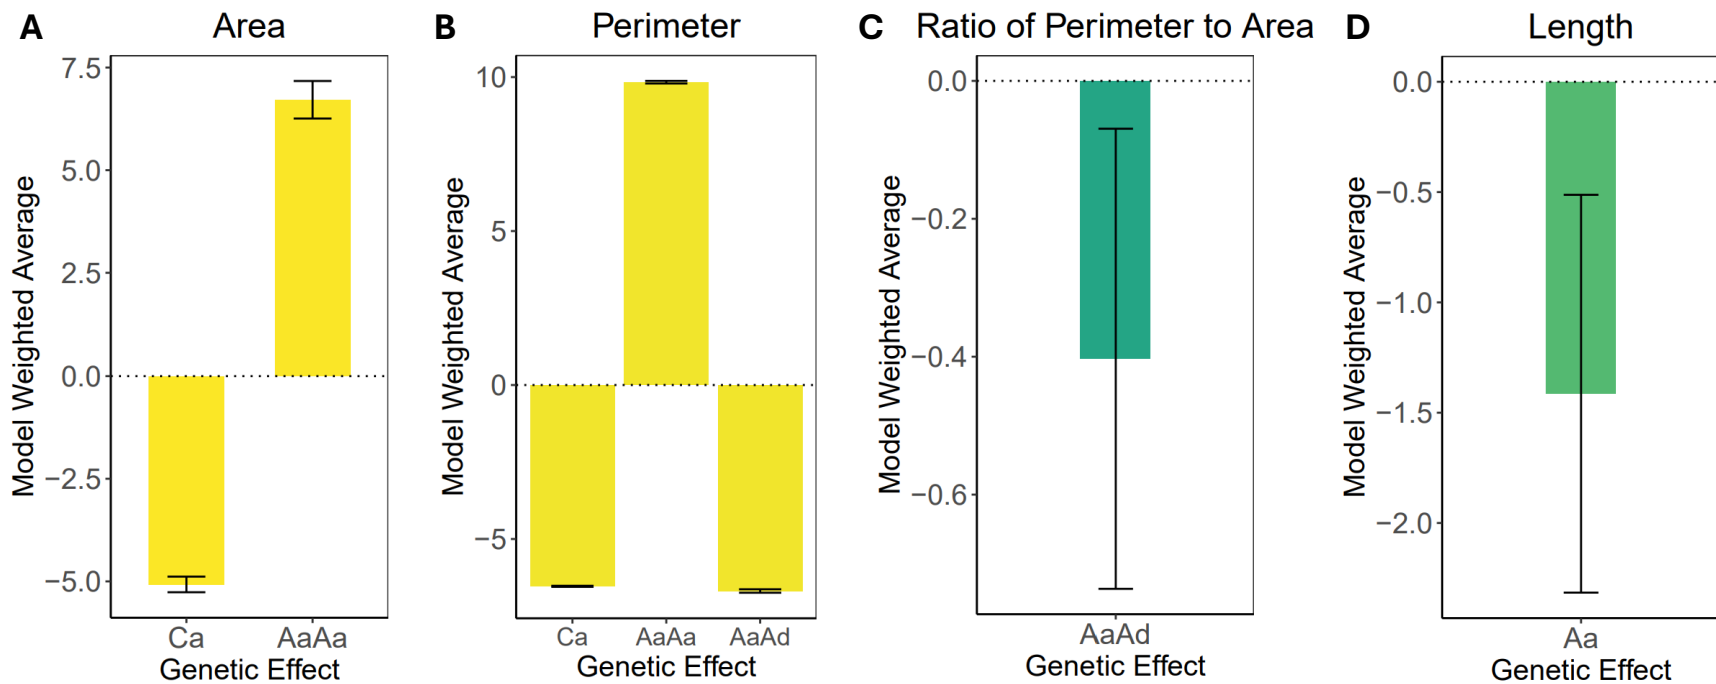 A Area
Model Weighted Average
7.5
5.0
2.5
0.0
−2.5
−5.0
Ca AaAa
Genetic Effect
B Perimeter
Model Weighted Average
10
5
0
−5
Ca AaAa AaAd
Genetic Effect
C Ratio of Perimeter to Area
Model Weighted Average
0.0
−0.2
−0.4
−0.6
AaAd
Genetic Effect
D Length
Model Weighted Average
0.0
−0.5
−1.0
−1.5
−2.0
Aa
Genetic Effect